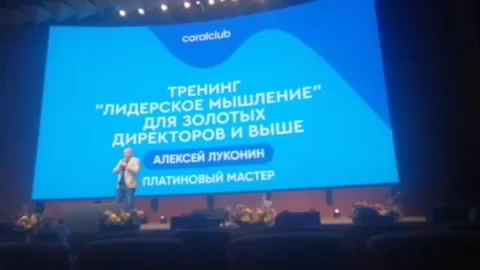 coralclub
ТРЕНИНГ
"ЛИДЕРСКОЕ МЫШЛЕНИЕ"
ДЛЯ ЗОЛОТЫХ
ДИРЕКТОРОВ И ВЫШЕ
АЛЕКСЕЙ ЛУКОНИН
ПЛАТИНОВЫЙ МАСТЕР